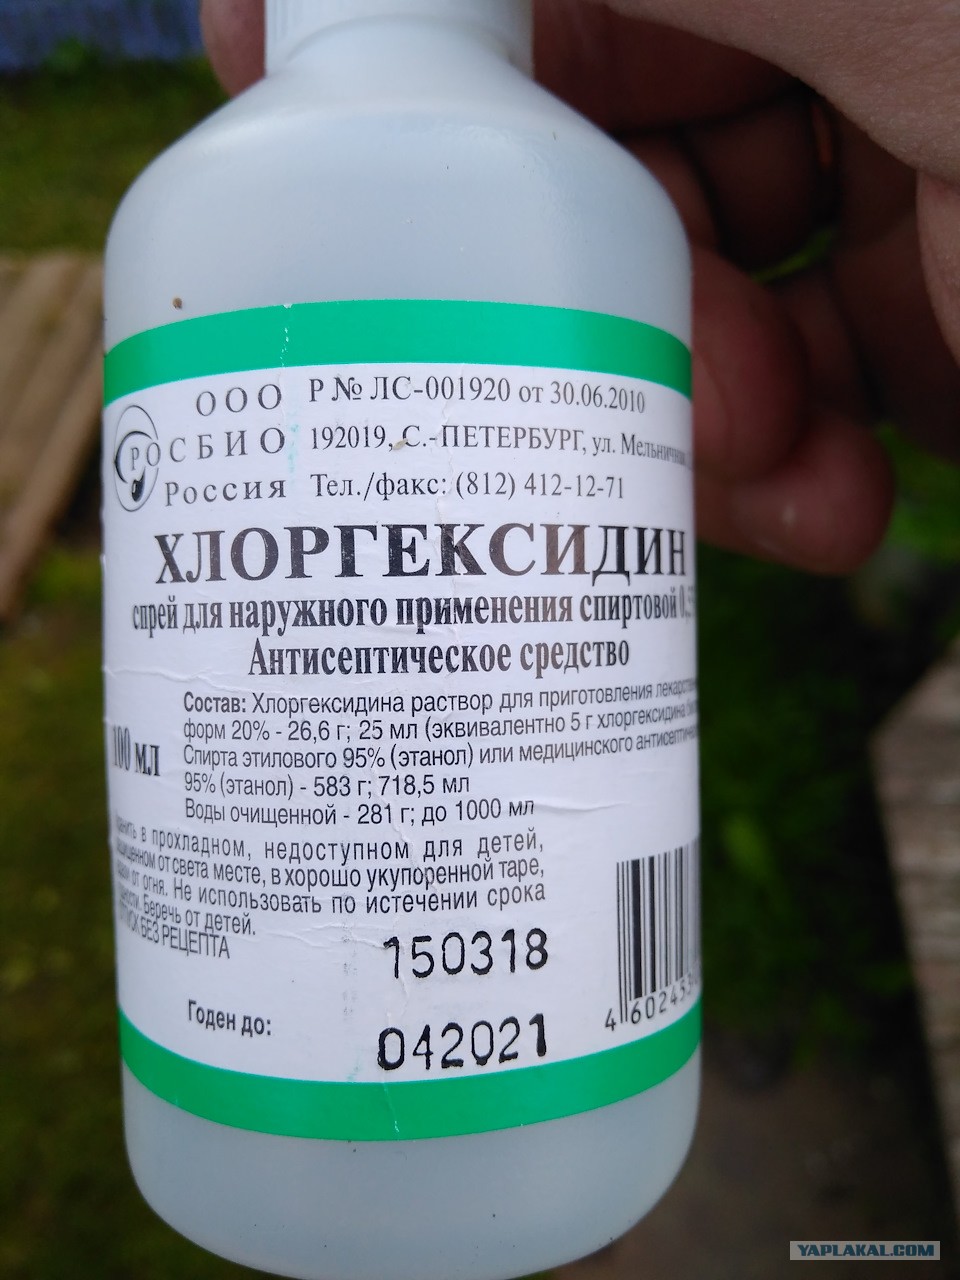 ООО
РОСБИО
Россия
Р № ЛС-001920 от 30.06.2010
192019, С.-ПЕТЕРБУРГ, ул.
Тел./факс: (812) 412-12-71
ХЛОРГЕКСИДИН
спрей для наружного применения спиртовой
Антисептическое средство
100 мл
Состав: Хлоргексидина раствор для приготовления
форм 20% - 26,6 г; 25 мл (эквивалентно 5 г хлоргексидина
Спирта этилового 95% (этанол) или медицинского
95% (этанол) - 583 г; 718,5 мл
Воды очищенной - 281 г; до 1000 мл
в прохладном, недоступном для детей,
от света месте, в хорошо укупоренной таре,
от огня. Не использовать по истечении срока
Беречь от детей.
БЕЗ РЕЦЕПТА
150318
Годен до:
042021
YAPLAKAL.COM